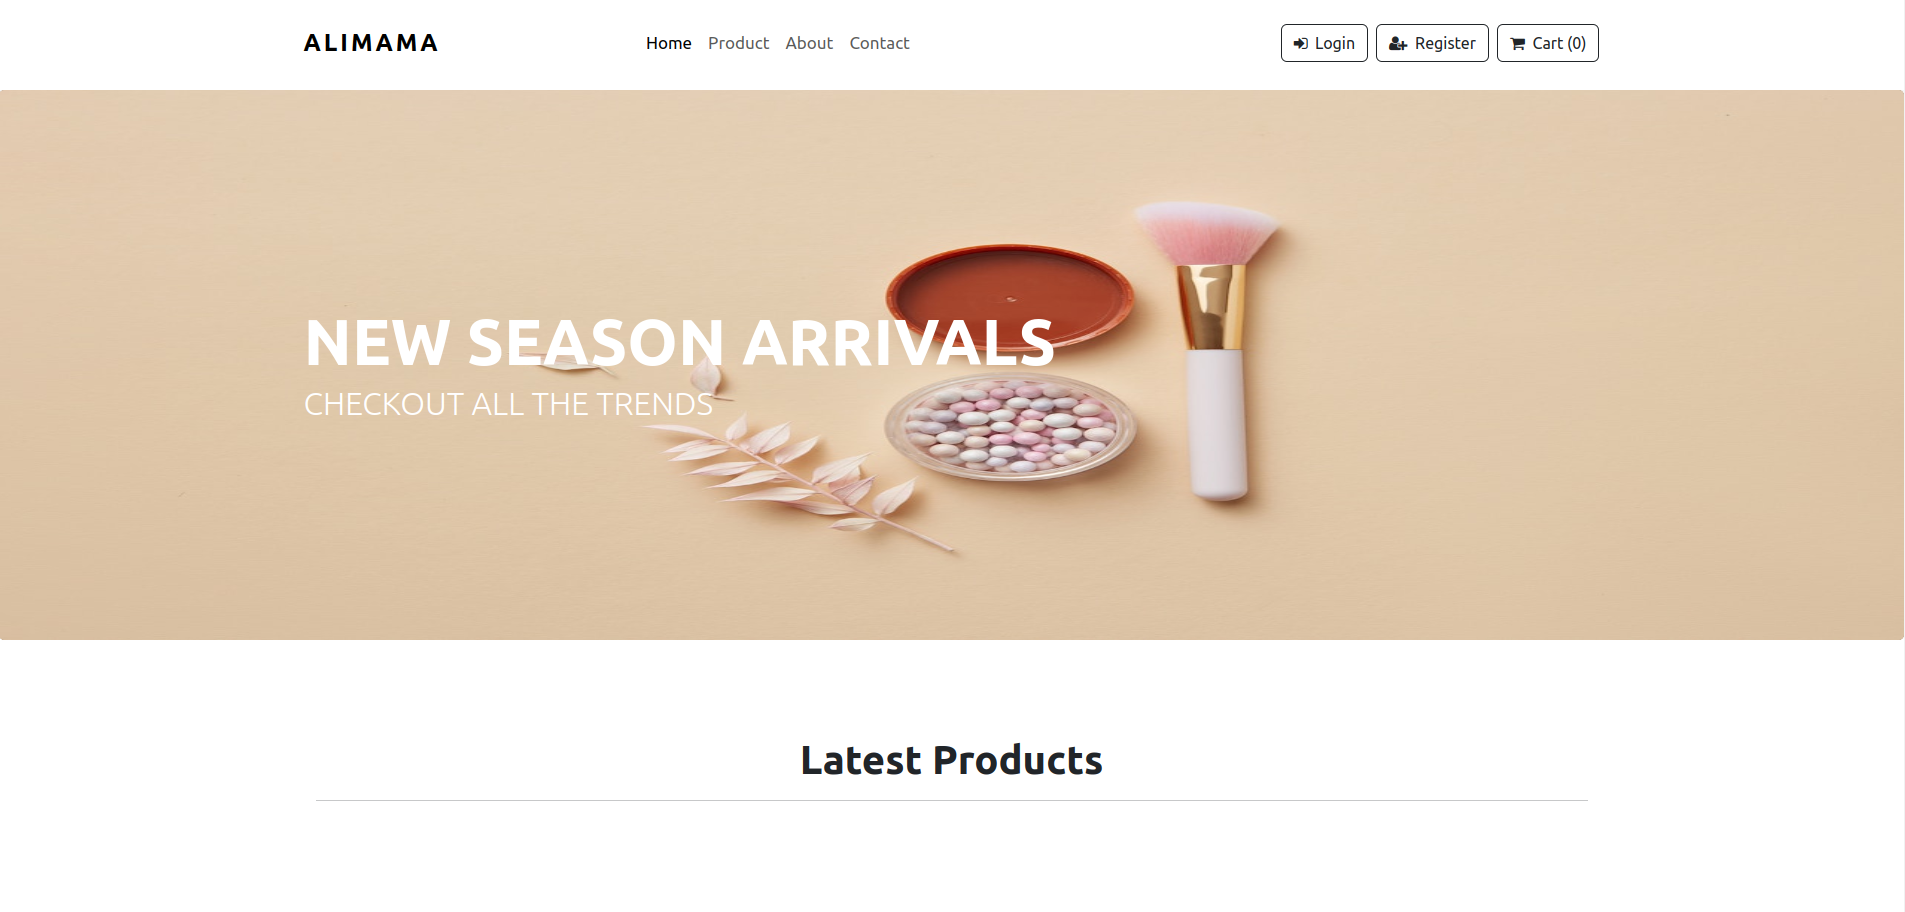 ALIMAMA
Home Product About Contact
Login Register Cart (0)
NEW SEASON ARRIVALS
CHECKOUT ALL THE TRENDS
Latest Products